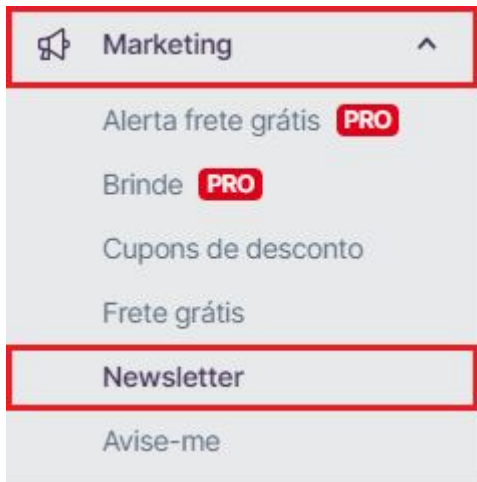 Marketing
Alerta frete grátis PRO
Brinde PRO
Cupons de desconto
Frete grátis
Newsletter
Avise-me